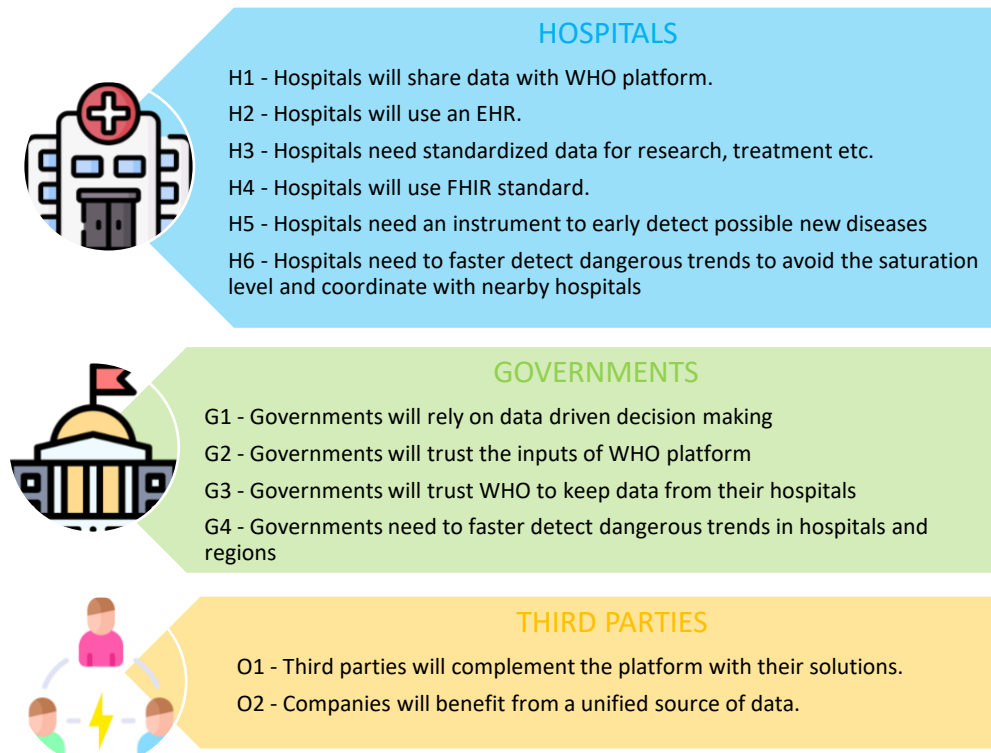 HOSPITALS
H1 - Hospitals will share data with WHO platform.
H2 - Hospitals will use an EHR.
H3 - Hospitals need standardized data for research, treatment etc.
H4 - Hospitals will use FHIR standard.
H5 - Hospitals need an instrument to early detect possible new diseases
H6 - Hospitals need to faster detect dangerous trends to avoid the saturation
level and coordinate with nearby hospitals
GOVERNMENTS
G1 - Governments will rely on data driven decision making
G2 - Governments will trust the inputs of WHO platform
G3 - Governments will trust WHO to keep data from their hospitals
G4 - Governments need to faster detect dangerous trends in hospitals and
regions
THIRD PARTIES
O1 - Third parties will complement the platform with their solutions.
O2 - Companies will benefit from a unified source of data.